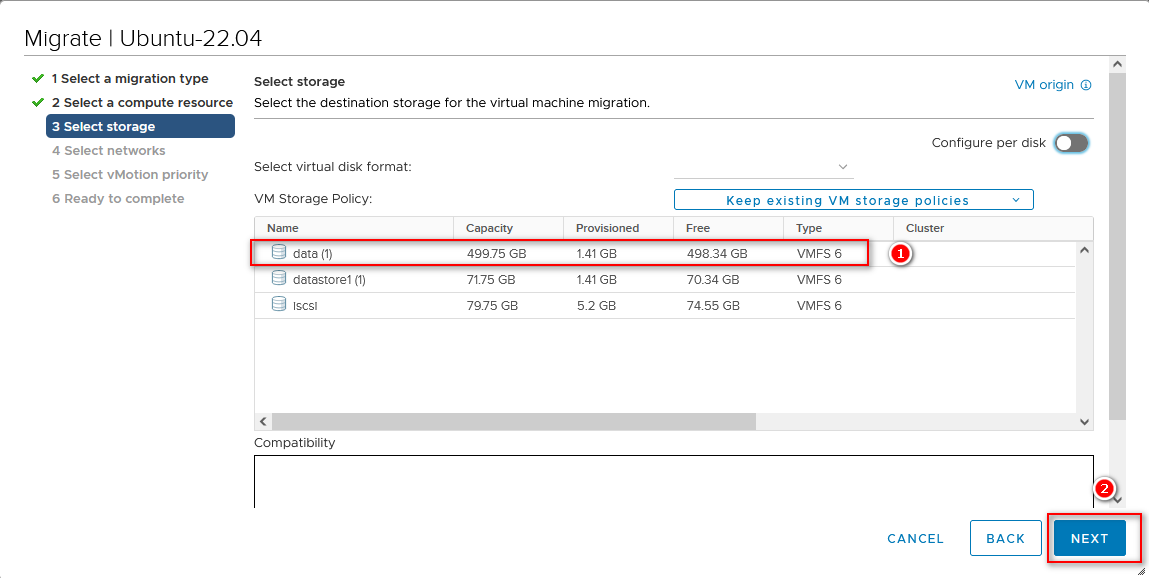 Migrate | Ubuntu-22.04
1 Select a migration type
2 Select a compute resource
3 Select storage
4 Select networks
5 Select vMotion priority
6 Ready to complete
Select storage
Select the destination storage for the virtual machine migration.
VM origin
Configure per disk
Select virtual disk format:
VM Storage Policy:
Keep existing VM storage policies
Name Capacity Provisioned Free Type Cluster
data (1) 499.75 GB 1.41 GB 498.34 GB VMFS 6 1
datastore1 (1) 71.75 GB 1.41 GB 70.34 GB VMFS 6
iscsi 79.75 GB 5.2 GB 74.55 GB VMFS 6
Compatibility
2
CANCEL BACK NEXT